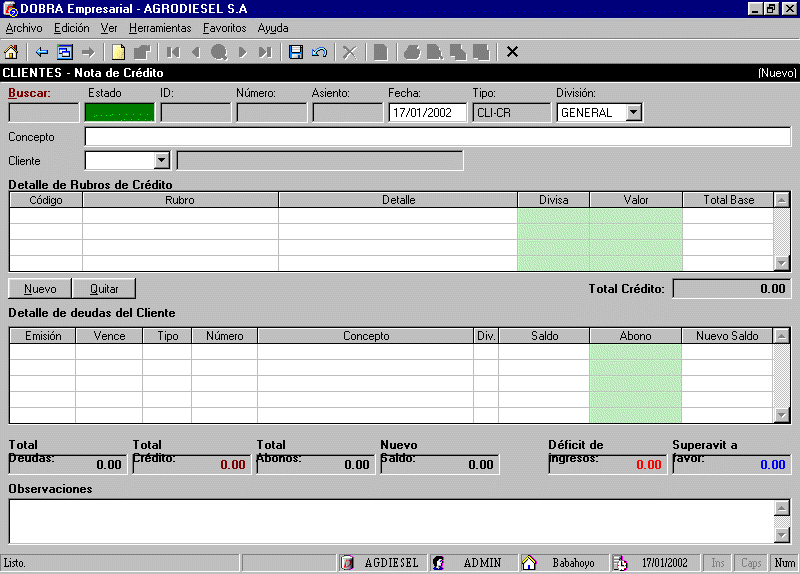 DOBRA Empresarial - AGRODIESEL S.A
Archivo Edición Ver Herramientas Favoritos Ayuda
CLIENTES - Nota de Crédito (Nuevo)
Buscar: Estado ID: Número: Asiento: Fecha: Tipo: División:
17/01/2002 CLI-CR GENERAL
Concepto
Cliente
Detalle de Rubros de Crédito
Código Rubro Detalle Divisa Valor Total Base
Nuevo Quitar Total Crédito: 0.00
Detalle de deudas del Cliente
Emisión Vence Tipo Número Concepto Div. Saldo Abono Nuevo Saldo
Total Deudas: 0.00 Total Crédito: 0.00 Total Abonos: 0.00 Nuevo Saldo: 0.00 Déficit de ingresos: 0.00 Superavit a favor: 0.00
Observaciones
Listo. AGDIESEL ADMIN Babahoyo 17/01/2002 Ins Caps Num